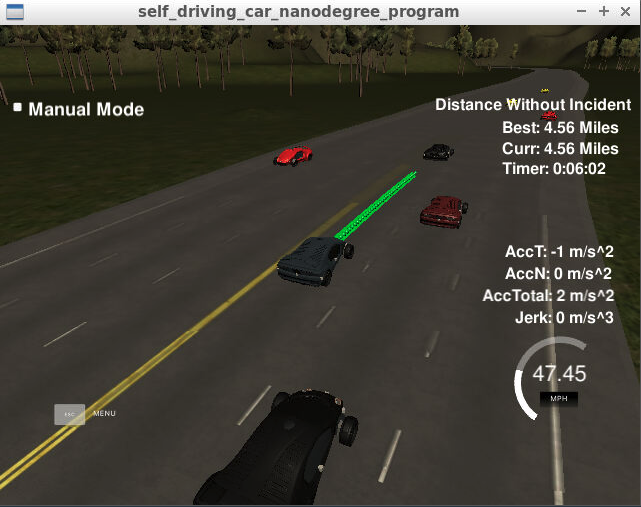 self_driving_car_nanodegree_program
Manual Mode
Distance Without Incident
Best: 4.56 Miles
Curr: 4.56 Miles
Timer: 0:06:02
AccT: -1 m/s^2
AccN: 0 m/s^2
AccTotal: 2 m/s^2
Jerk: 0 m/s^3
47.45
MPH
ESC MENU